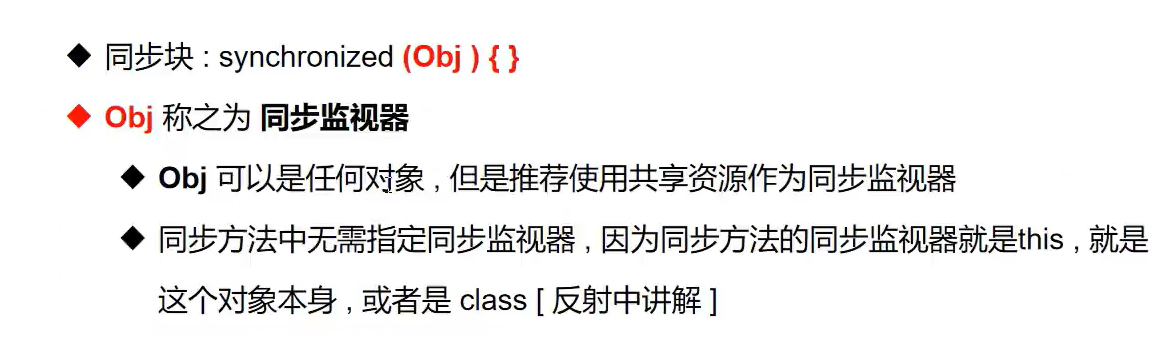 同步块 : synchronized (Obj ) { }
Obj 称之为 同步监视器
Obj 可以是任何对象 , 但是推荐使用共享资源作为同步监视器
同步方法中无需指定同步监视器 , 因为同步方法的同步监视器就是this , 就是
这个对象本身 , 或者是 class [ 反射中讲解 ]